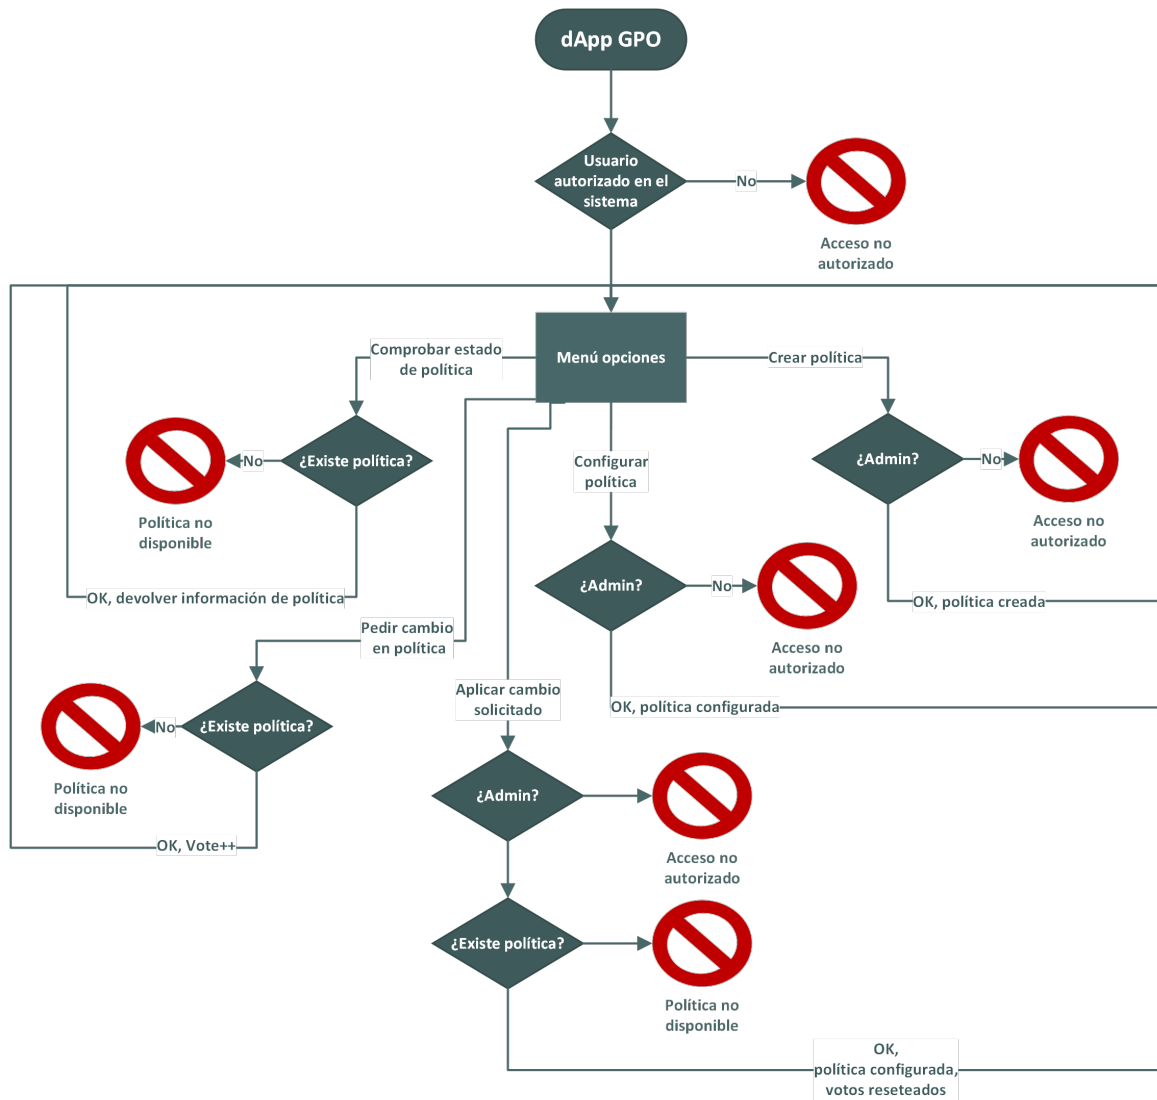 dApp GPO
Usuario
autorizado en el
sistema
No
Acceso no
autorizado
Menú opciones
Comprobar estado
de política
Crear política
¿Existe política?
No
Política no
disponible
OK, devolver información de política
Configurar
política
¿Admin?
No
Acceso no
autorizado
OK, política creada
¿Admin?
No
Acceso no
autorizado
OK, política configurada
Pedir cambio
en política
¿Existe política?
No
Política no
disponible
OK, Vote++
Aplicar cambio
solicitado
¿Admin?
Acceso no
autorizado
¿Existe política?
Política no
disponible
OK,
política configurada,
votos reseteados